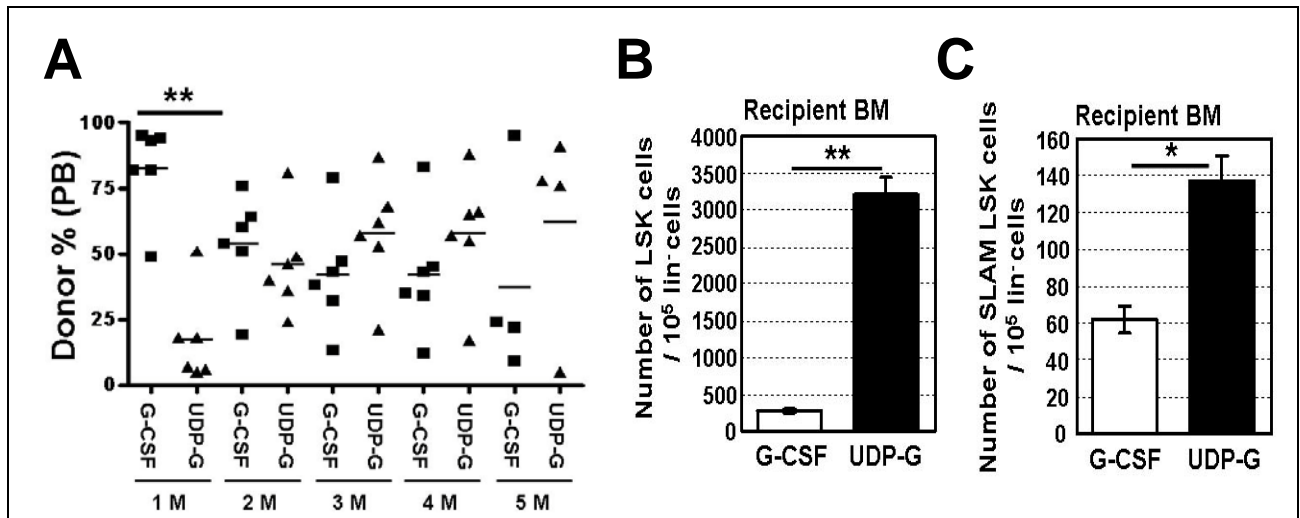 A
**
Donor % (PB)
100
75
50
25
0
G-CSF
UDP-G
G-CSF
UDP-G
G-CSF
UDP-G
G-CSF
UDP-G
G-CSF
UDP-G
1 M
2 M
3 M
4 M
5 M
B
Recipient BM
**
Number of LSK cells
/ 10⁵ lin⁻cells
4000
3500
3000
2500
2000
1500
1000
500
0
G-CSF
UDP-G
C
Recipient BM
*
Number of SLAM LSK cells
/ 10⁵ lin⁻cells
160
140
120
100
80
60
40
20
0
G-CSF
UDP-G